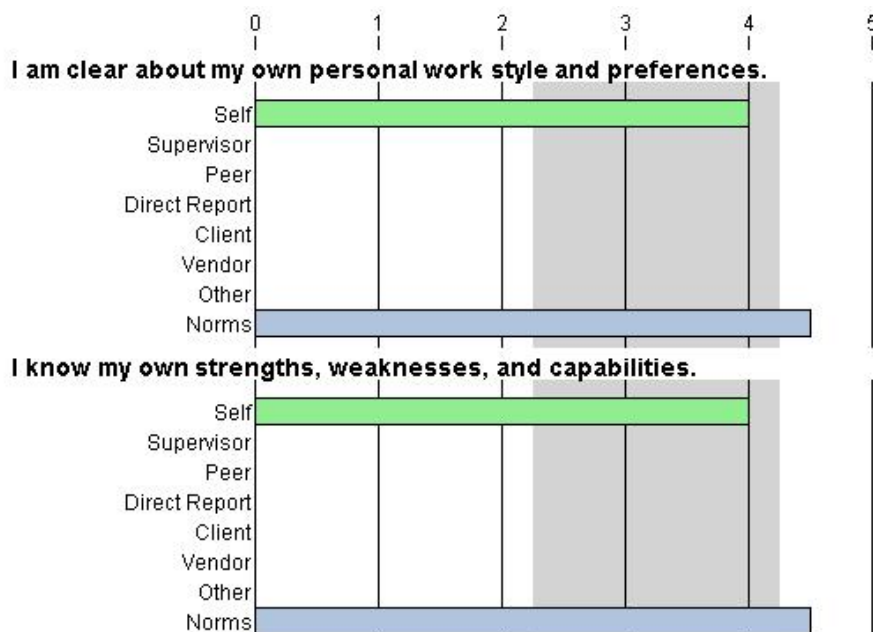 0 1 2 3 4 5
I am clear about my own personal work style and preferences.
Self
Supervisor
Peer
Direct Report
Client
Vendor
Other
Norms
I know my own strengths, weaknesses, and capabilities.
Self
Supervisor
Peer
Direct Report
Client
Vendor
Other
Norms